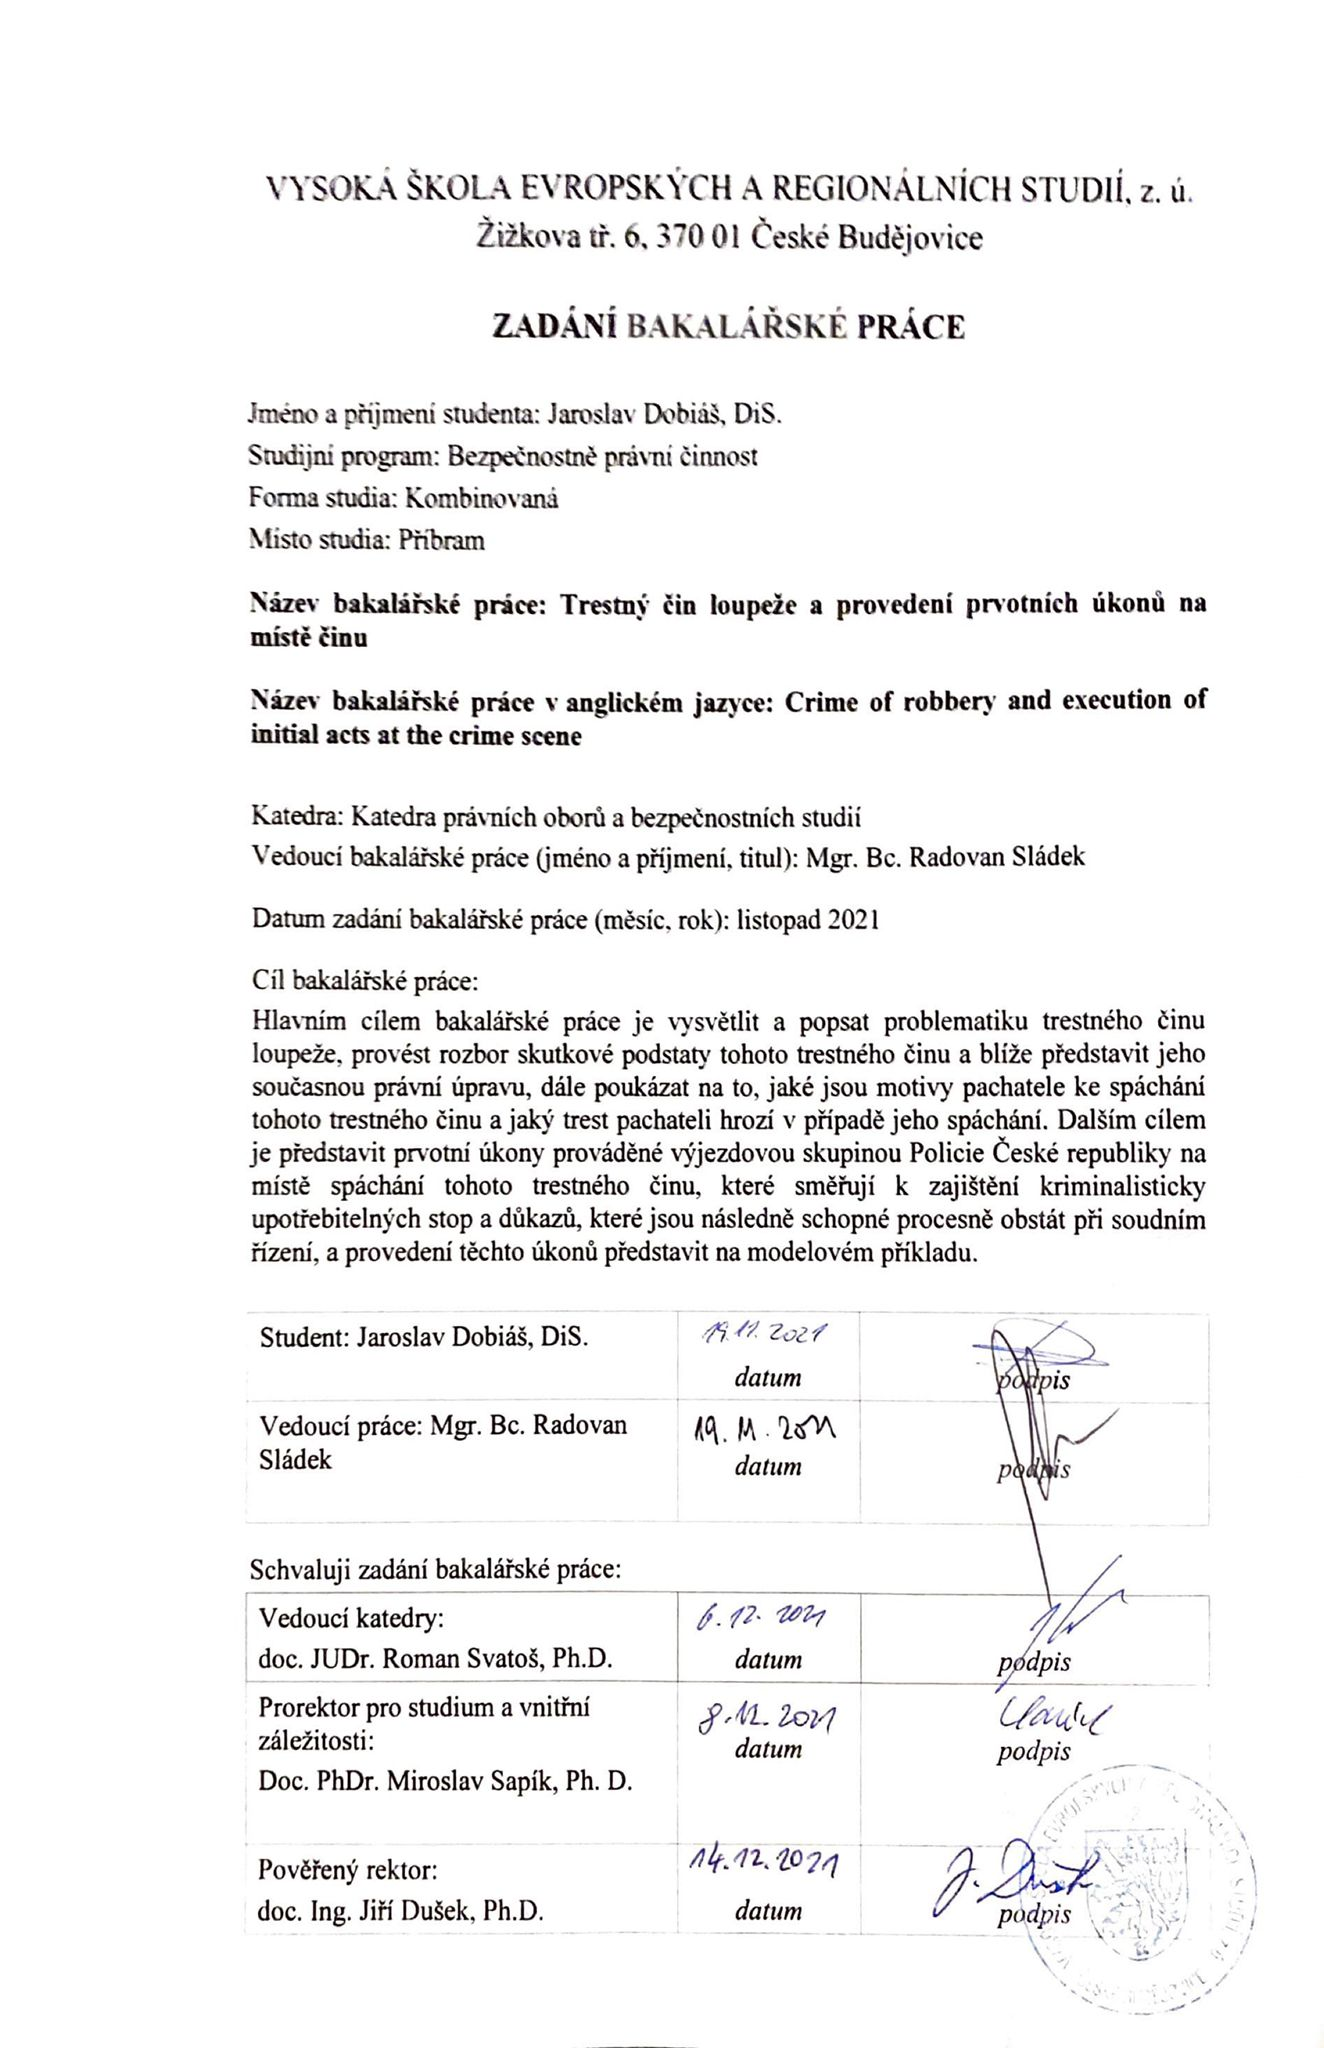 VYSOKÁ ŠKOLA EVROPSKÝCH A REGIONÁLNÍCH STUDIÍ, z. ú.
Žižkova tř. 6, 370 01 České Budějovice
ZADÁNÍ BAKALÁŘSKÉ PRÁCE
Jméno a příjmení studenta: Jaroslav Dobiáš, DiS.
Studijní program: Bezpečnostně právní činnost
Forma studia: Kombinovaná
Místo studia: Příbram
Název bakalářské práce: Trestný čin loupeže a provedení prvotních úkonů na
místě činu
Název bakalářské práce v anglickém jazyce: Crime of robbery and execution of
initial acts at the crime scene
Katedra: Katedra právních oborů a bezpečnostních studií
Vedoucí bakalářské práce (jméno a příjmení, titul): Mgr. Bc. Radovan Sládek
Datum zadání bakalářské práce (měsíc, rok): listopad 2021
Cíl bakalářské práce:
Hlavním cílem bakalářské práce je vysvětlit a popsat problematiku trestného činu
loupeže, provést rozbor skutkové podstaty tohoto trestného činu a blíže představit jeho
současnou právní úpravu, dále poukázat na to, jaké jsou motivy pachatele ke spáchání
tohoto trestného činu a jaký trest pachateli hrozí v případě jeho spáchání. Dalším cílem
je představit prvotní úkony prováděné výjezdovou skupinou Policie České republiky na
místě spáchání tohoto trestného činu, které směřují k zajištění kriminalisticky
upotřebitelných stop a důkazů, které jsou následně schopné procesně obstát při soudním
řízení, a provedení těchto úkonů představit na modelovém příkladu.
Student: Jaroslav Dobiáš, DiS.
19.11.2021
datum
podpis
Vedoucí práce: Mgr. Bc. Radovan
Sládek
19. 11. 2021
datum
podpis
Schvaluji zadání bakalářské práce:
Vedoucí katedry:
doc. JUDr. Roman Svatoš, Ph.D.
6.12.2021
datum
podpis
Prorektor pro studium a vnitřní
záležitosti:
Doc. PhDr. Miroslav Sapík, Ph. D.
8.12.2021
datum
podpis
Pověřený rektor:
doc. Ing. Jiří Dušek, Ph.D.
14.12.2021
datum
J. Dušek
podpis